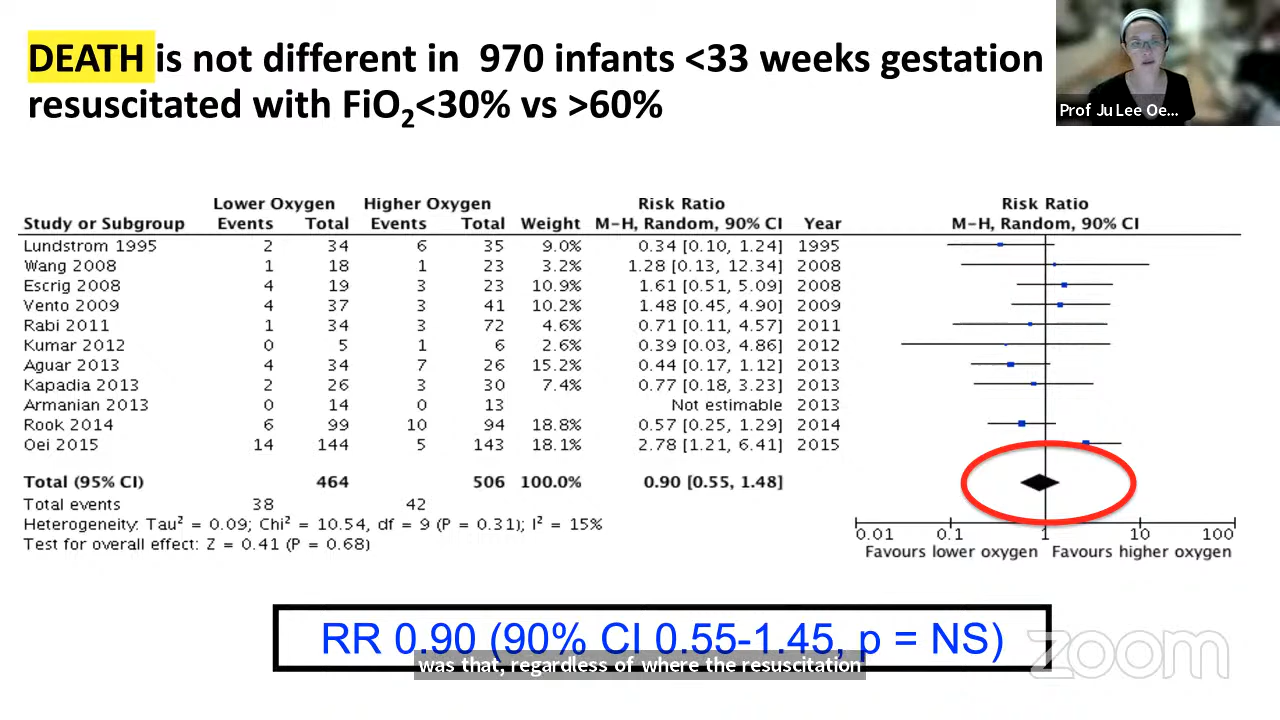 DEATH is not different in 970 infants <33 weeks gestation
resuscitated with FiO2<30% vs >60%
Prof Ju Lee Oe...
Lower Oxygen Higher Oxygen Risk Ratio Risk Ratio
Study or Subgroup Events Total Events Total Weight M-H, Random, 90% CI Year M-H, Random, 90% CI
Lundstrom 1995 2 34 6 35 9.0% 0.34 [0.10, 1.24] 1995
Wang 2008 1 18 1 23 3.2% 1.28 [0.13, 12.34] 2008
Escrig 2008 4 19 3 23 10.9% 1.61 [0.51, 5.09] 2008
Vento 2009 4 37 3 41 10.2% 1.48 [0.45, 4.90] 2009
Rabi 2011 1 34 3 72 4.6% 0.71 [0.11, 4.57] 2011
Kumar 2012 0 5 1 6 2.6% 0.39 [0.03, 4.86] 2012
Aguar 2013 4 34 7 26 15.2% 0.44 [0.17, 1.12] 2013
Kapadia 2013 2 26 3 30 7.4% 0.77 [0.18, 3.23] 2013
Armanian 2013 0 14 0 13 Not estimable 2013
Rook 2014 6 99 10 94 18.8% 0.57 [0.25, 1.29] 2014
Oei 2015 14 144 5 143 18.1% 2.78 [1.21, 6.41] 2015
Total (95% CI) 464 506 100.0% 0.90 [0.55, 1.48]
Total events 38 42
Heterogeneity: Tau² = 0.09; Chi² = 10.54, df = 9 (P = 0.31); I² = 15%
Test for overall effect: Z = 0.41 (P = 0.68)
0.01 0.1 1 10 100
Favours lower oxygen Favours higher oxygen
RR 0.90 (90% CI 0.55-1.45, p = NS)
was that, regardless of where the resuscitation
zoom